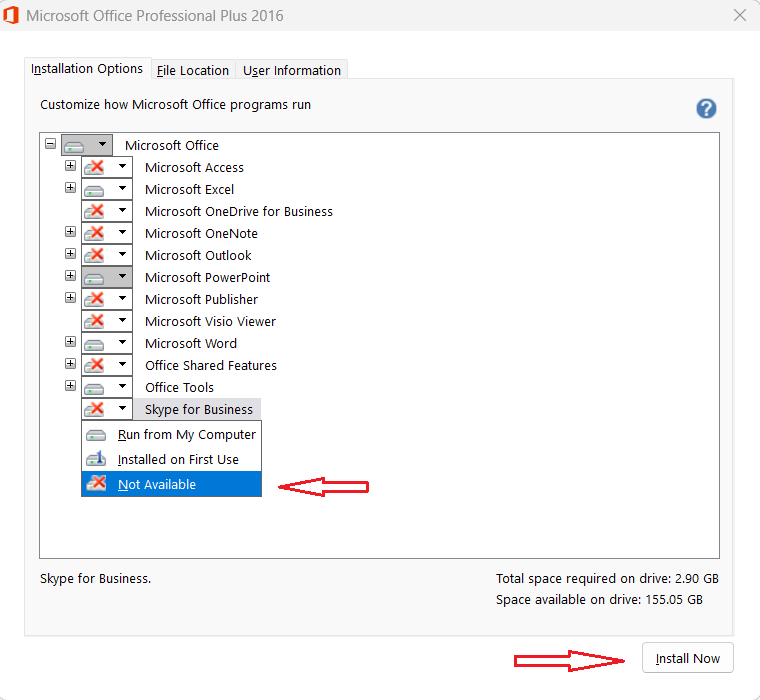 Microsoft Office Professional Plus 2016
Installation Options File Location User Information
Customize how Microsoft Office programs run
?
Microsoft Office
Microsoft Access
Microsoft Excel
Microsoft OneDrive for Business
Microsoft OneNote
Microsoft Outlook
Microsoft PowerPoint
Microsoft Publisher
Microsoft Visio Viewer
Microsoft Word
Office Shared Features
Office Tools
Skype for Business
Run from My Computer
Installed on First Use
Not Available
Skype for Business.
Total space required on drive: 2.90 GB
Space available on drive: 155.05 GB
Install Now